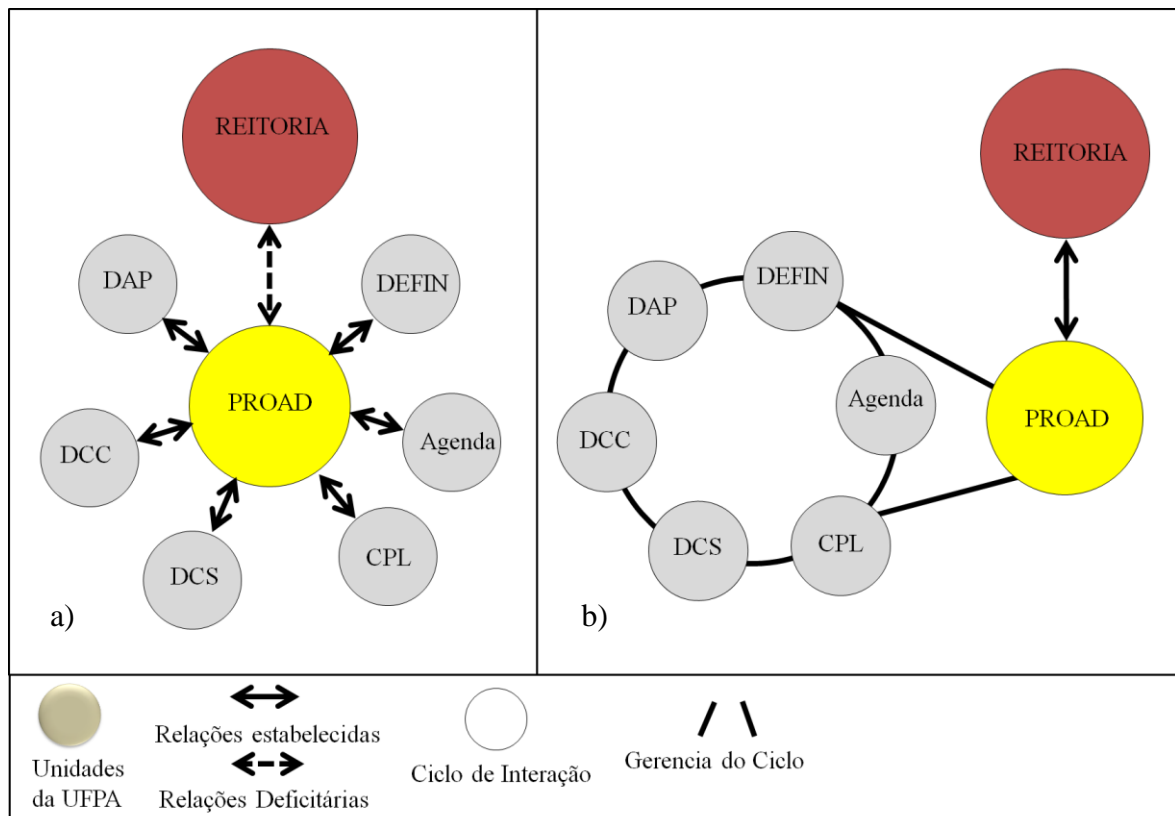 REITORIA
DAP
DEFIN
PROAD
DCC
Agenda
DCS
CPL
a)
REITORIA
DEFIN
DAP
Agenda
PROAD
DCC
DCS
CPL
b)
Unidades
da UFPA
Relações estabelecidas
Relações Deficitárias
Ciclo de Interação
Gerencia do Ciclo